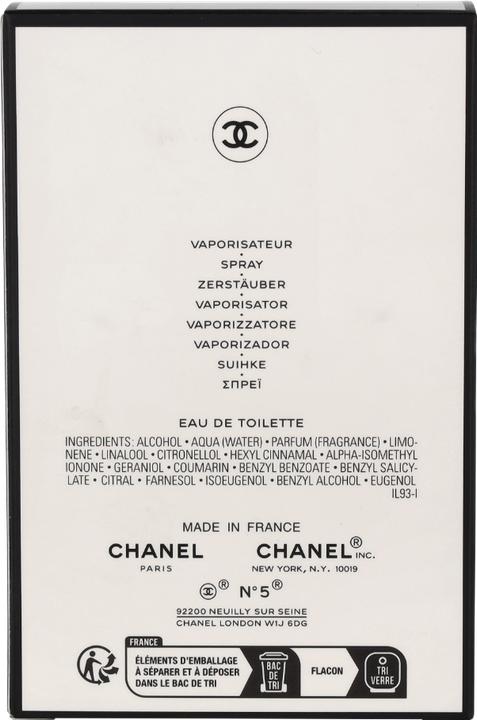 VAPORISATEUR
•
SPRAY
•
ZERSTÄUBER
•
VAPORISATOR
•
VAPORIZZATORE
•
VAPORIZADOR
•
SUIHKE
•
ΣΠΡΕΪ
EAU DE TOILETTE
INGREDIENTS: ALCOHOL • AQUA (WATER) • PARFUM (FRAGRANCE) • LIMO-
NENE • LINALOOL • CITRONELLOL • HEXYL CINNAMAL • ALPHA-ISOMETHYL
IONONE • GERANIOL • COUMARIN • BENZYL BENZOATE • BENZYL SALICY-
LATE • CITRAL • FARNESOL • ISOEUGENOL • BENZYL ALCOHOL • EUGENOL
IL93-I
MADE IN FRANCE
CHANEL CHANEL® INC.
PARIS NEW YORK, N.Y. 10019
® N°5®
92200 NEUILLY SUR SEINE
CHANEL LONDON W1J 6DG
FRANCE
ÉLÉMENTS D'EMBALLAGE
À SÉPARER ET À DÉPOSER
DANS LE BAC DE TRI
BAC
DE
TRI
FLACON
TRI
VERRE